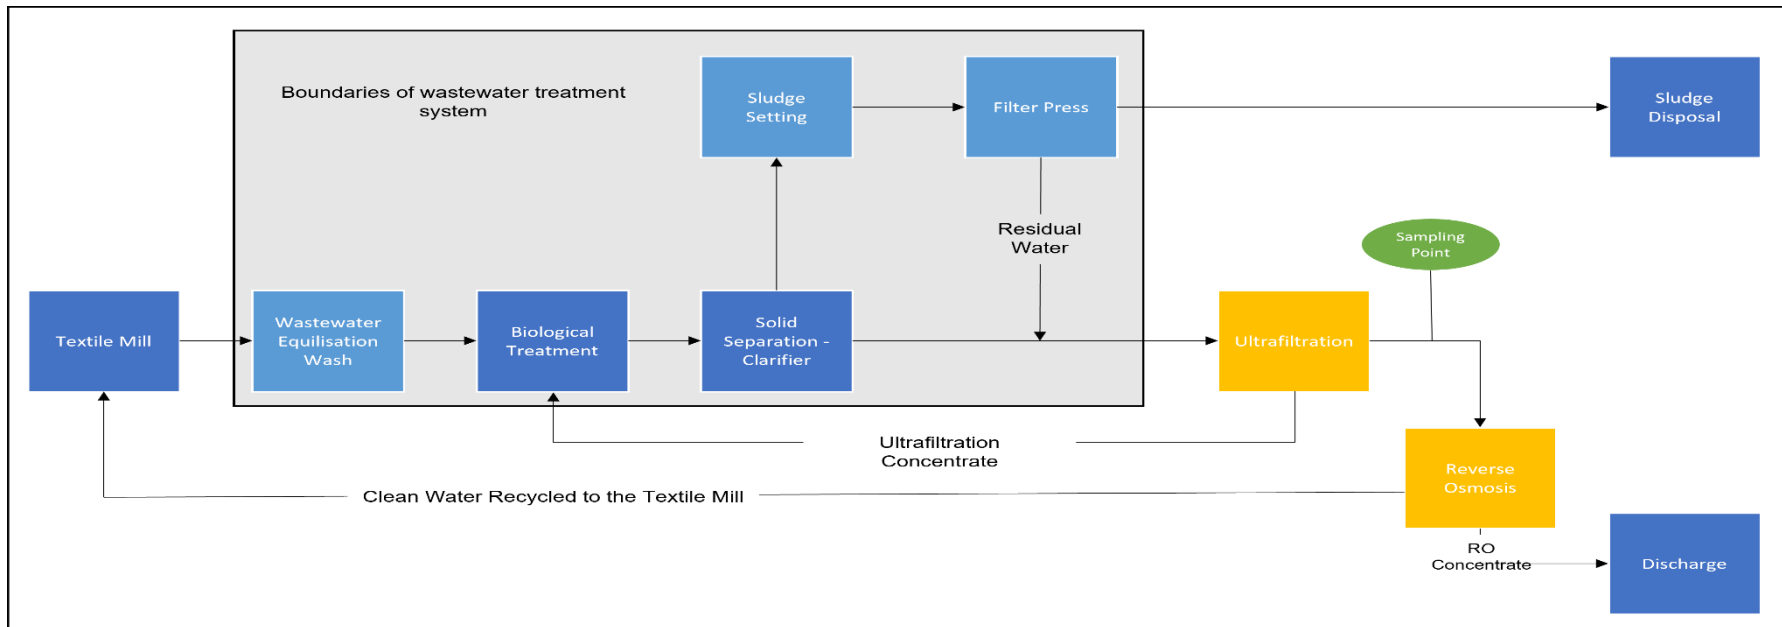 Boundaries of wastewater treatment
system
Sludge
Setting
Filter Press
Sludge
Disposal
Residual
Water
Sampling
Point
Textile Mill
Wastewater
Equilisation
Wash
Biological
Treatment
Solid
Separation -
Clarifier
Ultrafiltration
Ultrafiltration
Concentrate
Clean Water Recycled to the Textile Mill
Reverse
Osmosis
RO
Concentrate
Discharge